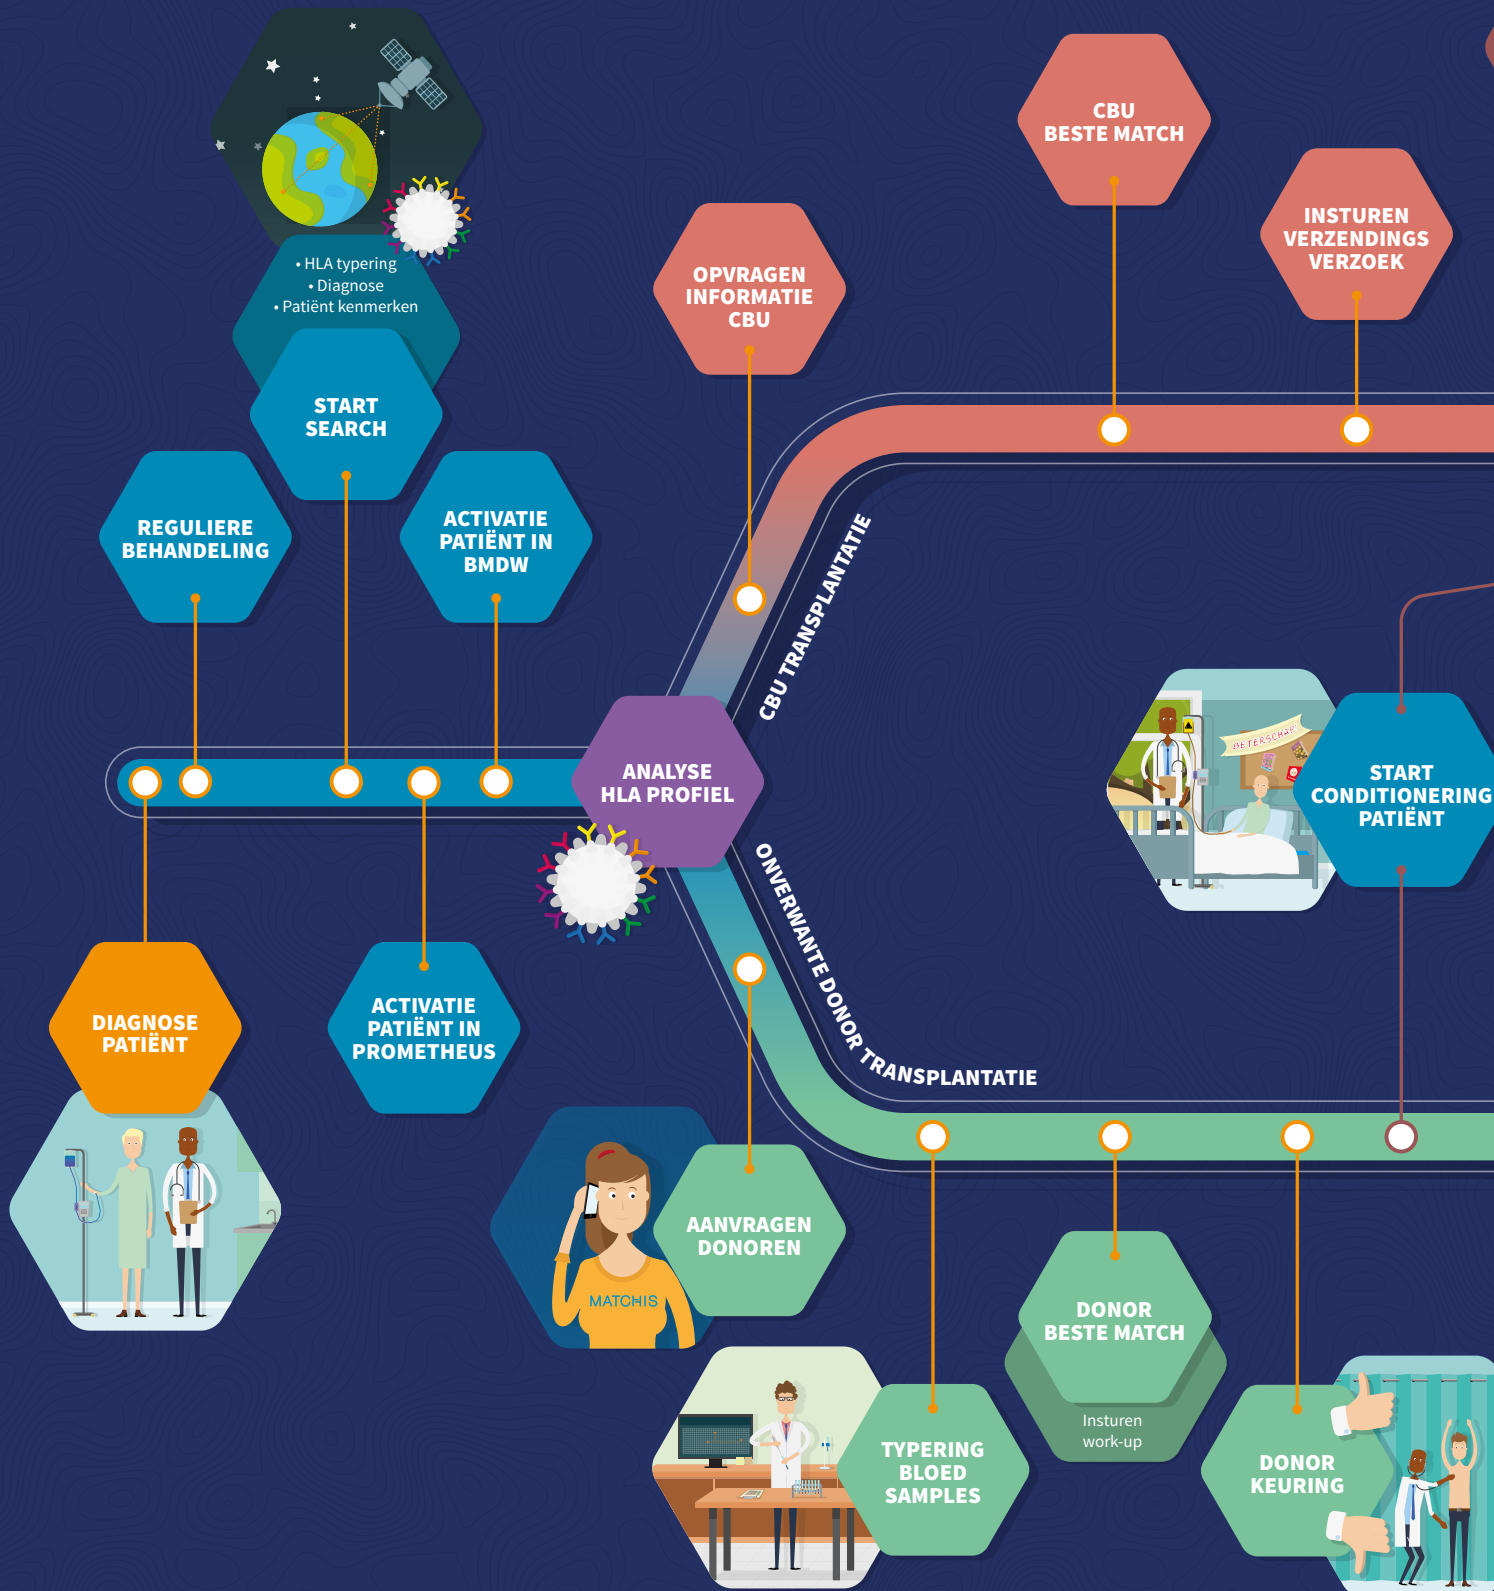 • HLA typering
• Diagnose
• Patiënt kenmerken
START
SEARCH
REGULIERE
BEHANDELING
ACTIVATIE
PATIËNT IN
BMDW
DIAGNOSE
PATIËNT
ACTIVATIE
PATIËNT IN
PROMETHEUS
ANALYSE
HLA PROFIEL
OPVRAGEN
INFORMATIE
CBU
CBU
BESTE MATCH
INSTUREN
VERZENDINGS
VERZOEK
CBU TRANSPLANTATIE
ONVERWANTE DONOR TRANSPLANTATIE
BETERSCHAP
START
CONDITIONERING
PATIËNT
MATCHIS
AANVRAGEN
DONOREN
TYPERING
BLOED
SAMPLES
DONOR
BESTE MATCH
Insturen
work-up
DONOR
KEURING